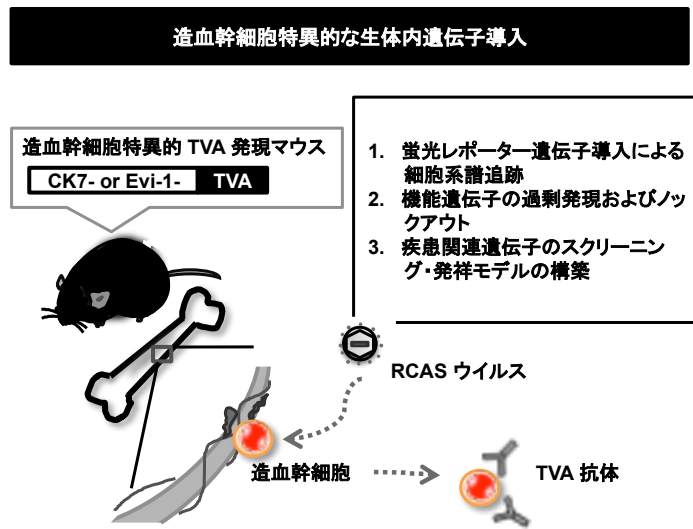 造血幹細胞特異的な生体内遺伝子導入
造血幹細胞特異的 TVA 発現マウス
CK7- or Evi-1- TVA
1. 蛍光レポーター遺伝子導入による
細胞系譜追跡
2. 機能遺伝子の過剰発現およびノッ
クアウト
3. 疾患関連遺伝子のスクリーニン
グ・発祥モデルの構築
RCAS ウイルス
造血幹細胞
TVA 抗体